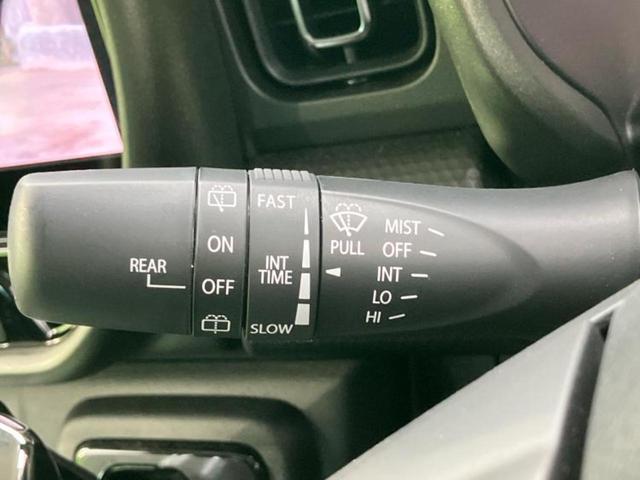 REAR
ON
OFF
FAST
INT
TIME
SLOW
PULL
MIST
OFF
INT
LO
HI